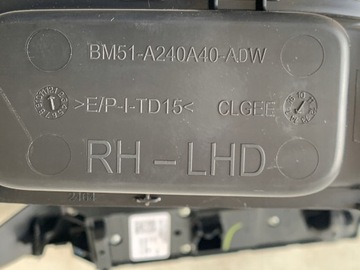 BM51-A240A40-ADW
>E/P-I-TD15< CLGEE
RH - LHD